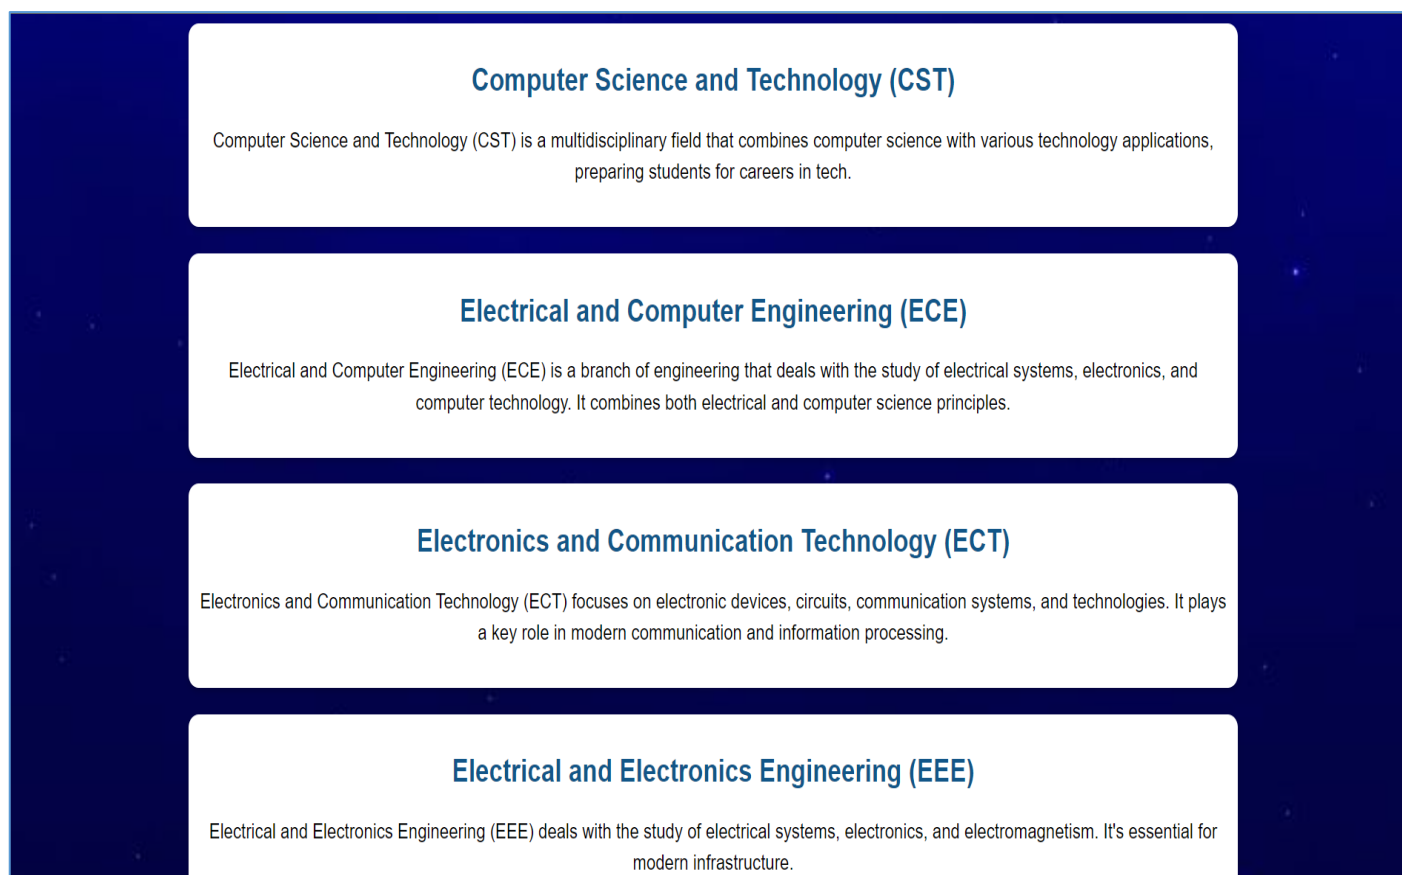 Computer Science and Technology (CST)
Computer Science and Technology (CST) is a multidisciplinary field that combines computer science with various technology applications,
preparing students for careers in tech.
Electrical and Computer Engineering (ECE)
Electrical and Computer Engineering (ECE) is a branch of engineering that deals with the study of electrical systems, electronics, and
computer technology. It combines both electrical and computer science principles.
Electronics and Communication Technology (ECT)
Electronics and Communication Technology (ECT) focuses on electronic devices, circuits, communication systems, and technologies. It plays
a key role in modern communication and information processing.
Electrical and Electronics Engineering (EEE)
Electrical and Electronics Engineering (EEE) deals with the study of electrical systems, electronics, and electromagnetism. It's essential for
modern infrastructure.